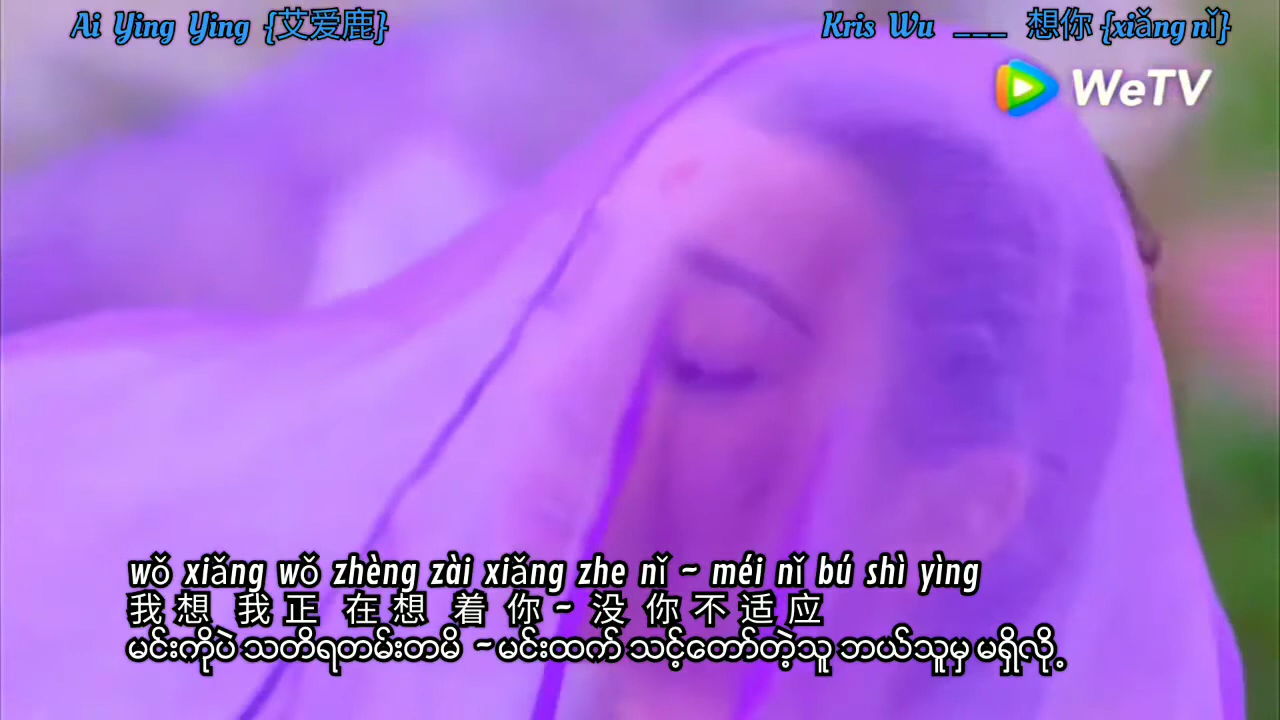 Ai Ying Ying {艾爱鹿}
Kris Wu ___ 想你 {xiǎng nǐ}
WeTV
wǒ xiǎng wǒ zhèng zài xiǎng zhe nǐ ~ méi nǐ bú shì yìng
我 想 我 正 在 想 着 你 ~ 没 你 不 适 应
မင်းကိုပဲ သတိရတမ်းတမိ ~ မင်းထက် သင့်တော်တဲ့သူ ဘယ်သူမှ မရှိလို့